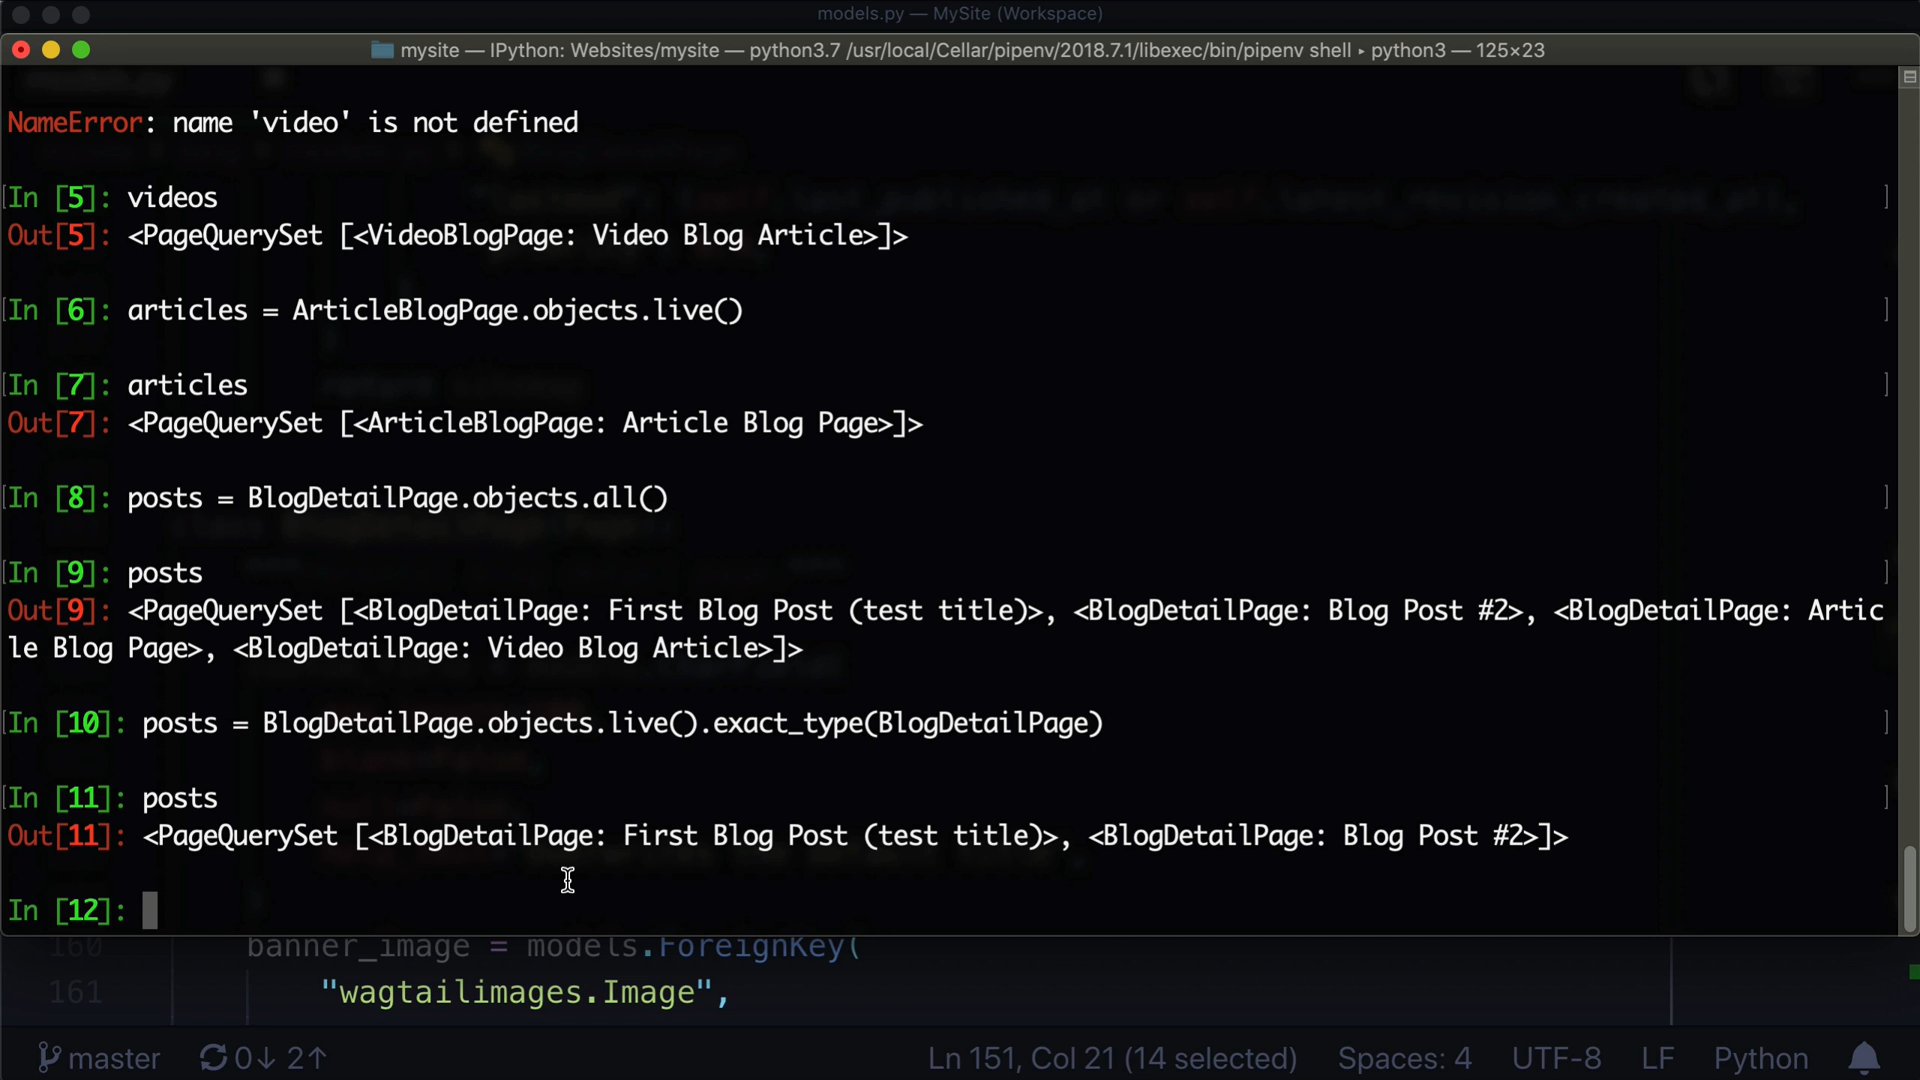 models.py — MySite (Workspace)
mysite — IPython: Websites/mysite — python3.7 /usr/local/Cellar/pipenv/2018.7.1/libexec/bin/pipenv shell ▸ python3 — 125×23
NameError: name 'video' is not defined
In [5]: videos
Out[5]: <PageQuerySet [<VideoBlogPage: Video Blog Article>]>
In [6]: articles = ArticleBlogPage.objects.live()
In [7]: articles
Out[7]: <PageQuerySet [<ArticleBlogPage: Article Blog Page>]>
In [8]: posts = BlogDetailPage.objects.all()
In [9]: posts
Out[9]: <PageQuerySet [<BlogDetailPage: First Blog Post (test title)>, <BlogDetailPage: Blog Post #2>, <BlogDetailPage: Artic
le Blog Page>, <BlogDetailPage: Video Blog Article>]>
In [10]: posts = BlogDetailPage.objects.live().exact_type(BlogDetailPage)
In [11]: posts
Out[11]: <PageQuerySet [<BlogDetailPage: First Blog Post (test title)>, <BlogDetailPage: Blog Post #2>]>
In [12]:
160 banner_image = models.ForeignKey(
161 "wagtailimages.Image",
master 0↓ 2↑ Ln 151, Col 21 (14 selected) Spaces: 4 UTF-8 LF Python